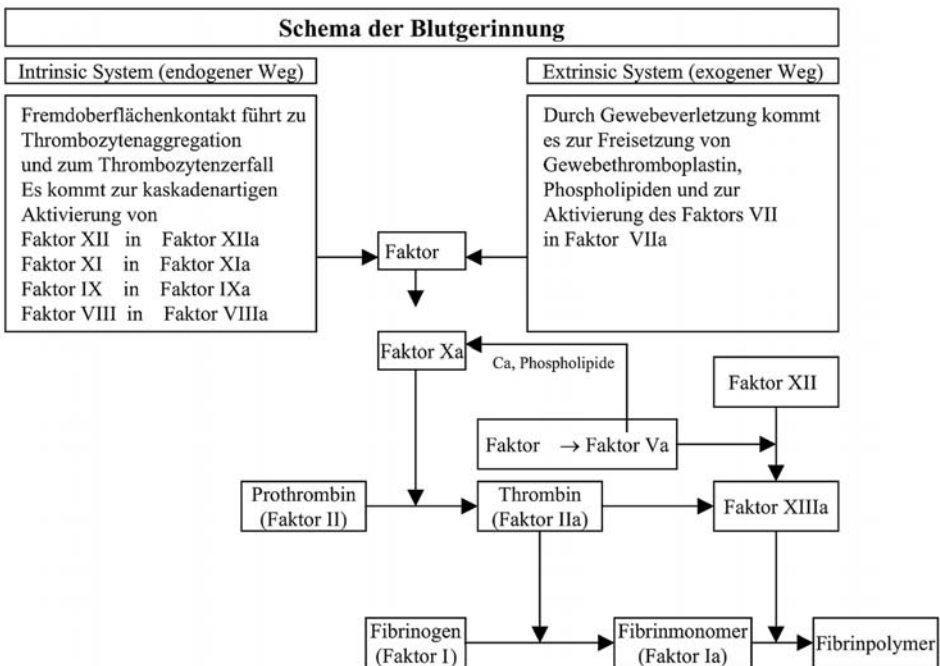 Schema der Blutgerinnung
Intrinsic System (endogener Weg)
Fremdoberflächenkontakt führt zu
Thrombozytenaggregation
und zum Thrombozytenzerfall
Es kommt zur kaskadenartigen
Aktivierung von
Faktor XII in Faktor XIIa
Faktor XI in Faktor XIa
Faktor IX in Faktor IXa
Faktor VIII in Faktor VIIIa
Extrinsic System (exogener Weg)
Durch Gewebeverletzung kommt
es zur Freisetzung von
Gewebethromboplastin,
Phospholipiden und zur
Aktivierung des Faktors VII
in Faktor VIIa
Faktor
Faktor Xa
Ca, Phospholipide
Faktor XII
Faktor → Faktor Va
Prothrombin
(Faktor II)
Thrombin
(Faktor IIa)
Faktor XIIIa
Fibrinogen
(Faktor I)
Fibrinmonomer
(Faktor Ia)
Fibrinpolymer